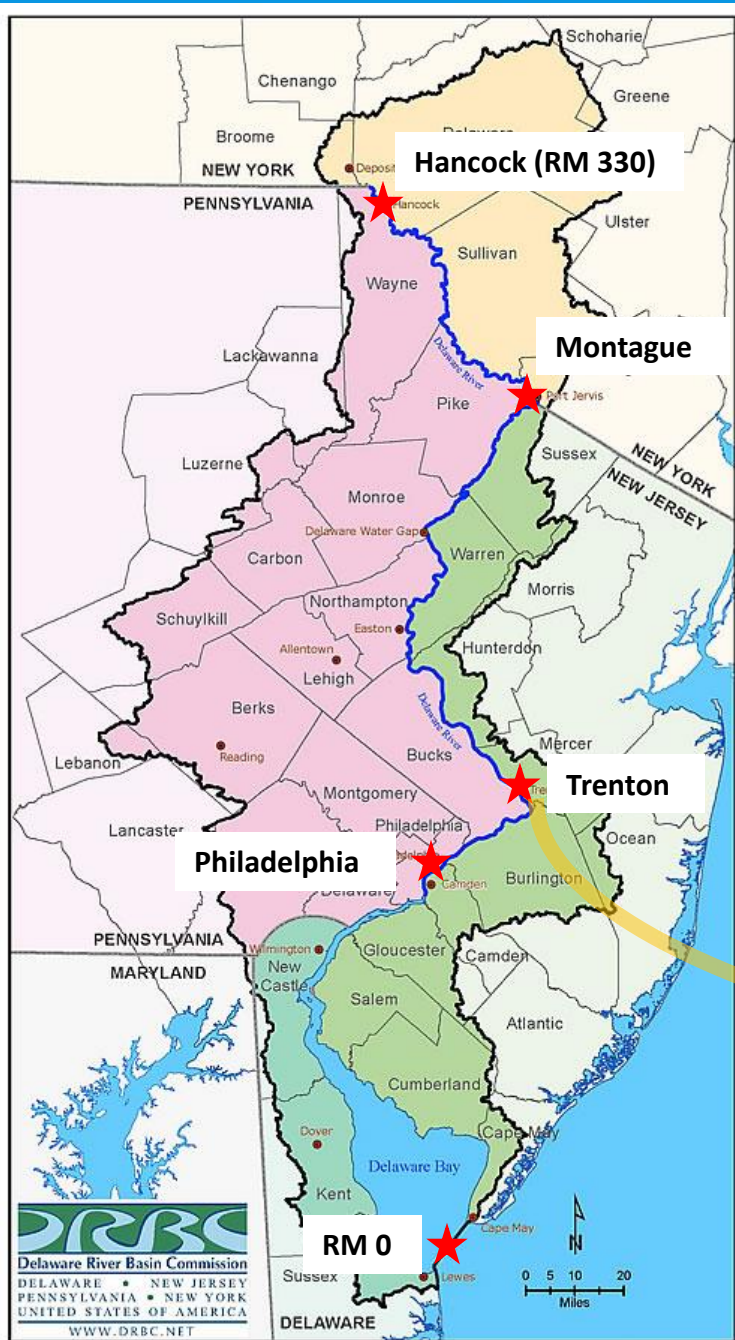 Schoharie
Chenango
Greene
Broome
Hancock (RM 330)
NEW YORK
Deposit
PENNSYLVANIA
Hancock
Ulster
Sullivan
Wayne
Montague
Lackawanna
Delaware River
Pike
Port Jervis
Luzerne
Sussex
NEW YORK
NEW JERSEY
Monroe
Delaware Water Gap
Warren
Carbon
Morris
Northampton
Schuylkill
Easton
Hunterdon
Allentown
Lehigh
Berks
Delaware River
Bucks
Mercer
Reading
Lebanon
Trenton
Montgomery
Lancaster
Philadelphia
Ocean
Philadelphia
Delaware
Camden
Burlington
PENNSYLVANIA
MARYLAND
Wilmington
Gloucester
Camden
New
Castle
Salem
Atlantic
Cumberland
Dover
Cape May
Delaware Bay
Kent
DRBC
Delaware River Basin Commission
DELAWARE • NEW JERSEY
PENNSYLVANIA • NEW YORK
UNITED STATES OF AMERICA
WWW.DRBC.NET
RM 0
Cape May
N
Sussex
Lewes
0 5 10 20
Miles
DELAWARE